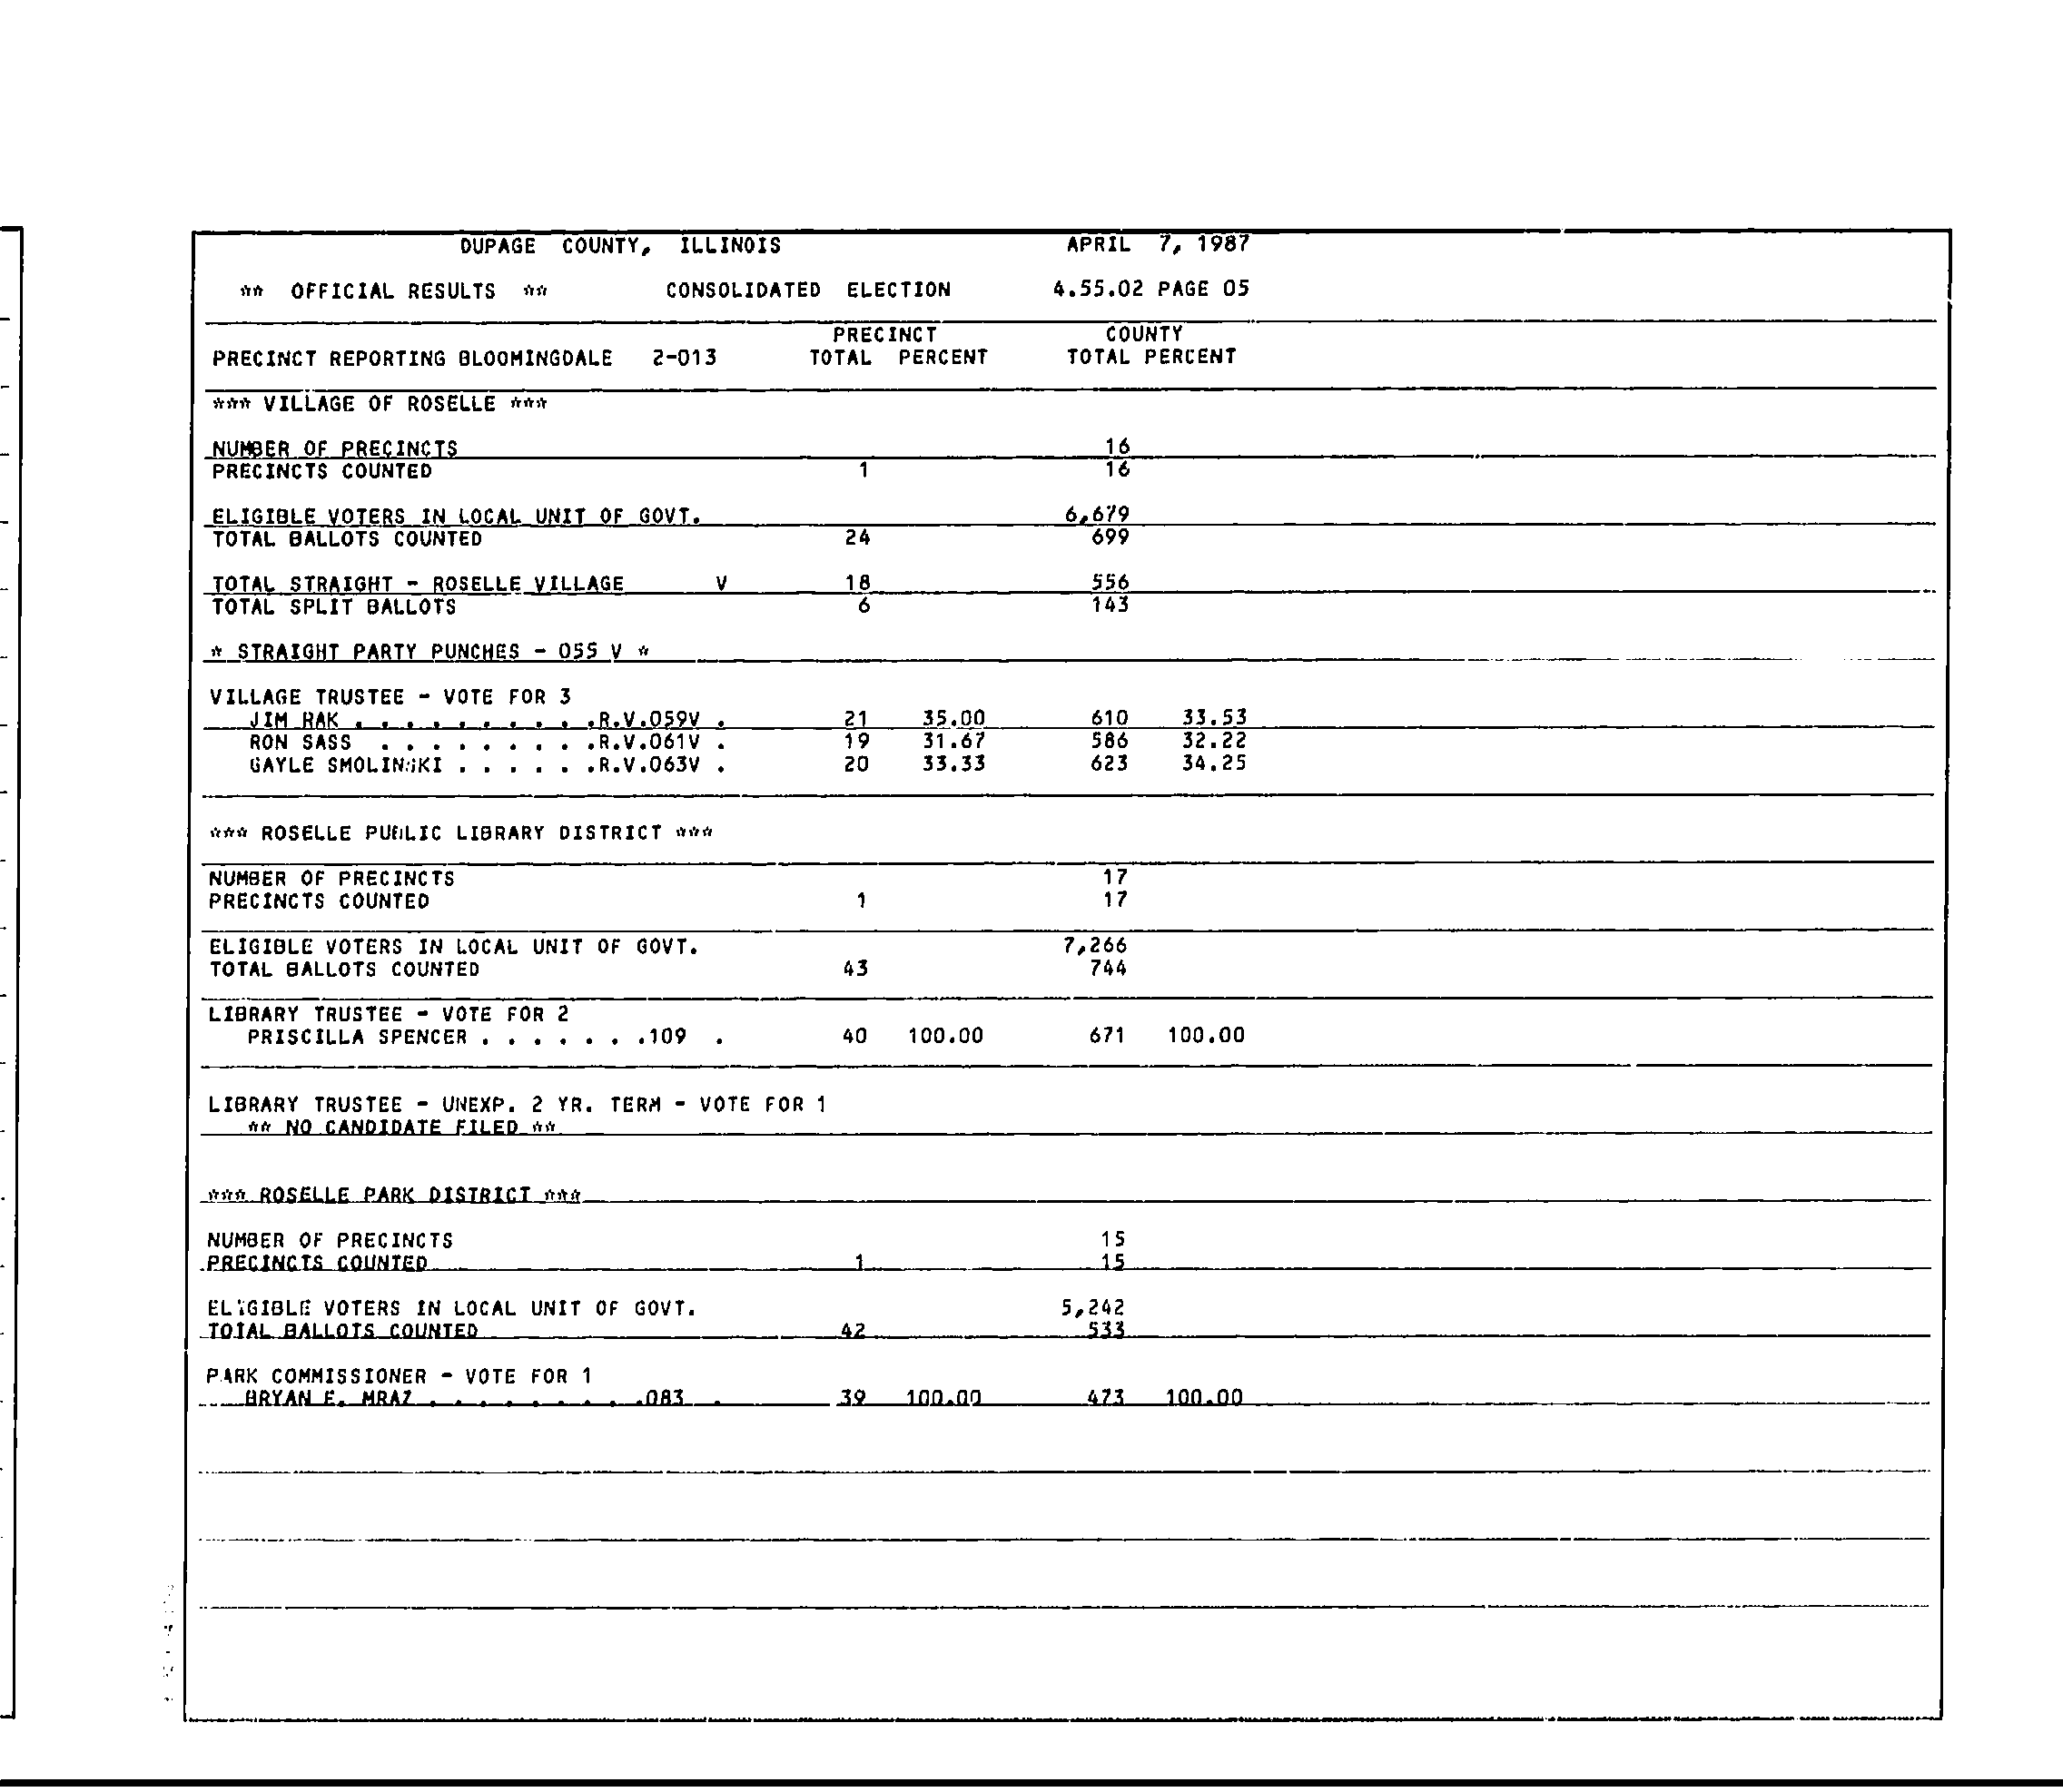 DUPAGE COUNTY, ILLINOIS APRIL 7, 1987
** OFFICIAL RESULTS ** CONSOLIDATED ELECTION 4.55.02 PAGE 05
PRECINCT COUNTY
PRECINCT REPORTING BLOOMINGDALE 2-013 TOTAL PERCENT TOTAL PERCENT
*** VILLAGE OF ROSELLE ***
NUMBER OF PRECINCTS 16
PRECINCTS COUNTED 1 16
ELIGIBLE VOTERS IN LOCAL UNIT OF GOVT. 6,679
TOTAL BALLOTS COUNTED 24 699
TOTAL STRAIGHT - ROSELLE VILLAGE V 18 556
TOTAL SPLIT BALLOTS 6 143
* STRAIGHT PARTY PUNCHES - 055 V *
VILLAGE TRUSTEE - VOTE FOR 3
JIM RAK . . . . . . . . . .R.V.059V . 21 35.00 610 33.53
RON SASS . . . . . . . . .R.V.061V . 19 31.67 586 32.22
GAYLE SMOLINSKI . . . . . .R.V.063V . 20 33.33 623 34.25
*** ROSELLE PUBLIC LIBRARY DISTRICT ***
NUMBER OF PRECINCTS 17
PRECINCTS COUNTED 1 17
ELIGIBLE VOTERS IN LOCAL UNIT OF GOVT. 7,266
TOTAL BALLOTS COUNTED 43 744
LIBRARY TRUSTEE - VOTE FOR 2
PRISCILLA SPENCER . . . . . . .109 . 40 100.00 671 100.00
LIBRARY TRUSTEE - UNEXP. 2 YR. TERM - VOTE FOR 1
** NO CANDIDATE FILED **
*** ROSELLE PARK DISTRICT ***
NUMBER OF PRECINCTS 15
PRECINCTS COUNTED 1 15
ELIGIBLE VOTERS IN LOCAL UNIT OF GOVT. 5,242
TOTAL BALLOTS COUNTED 42 533
PARK COMMISSIONER - VOTE FOR 1
BRYAN E. MRAZ . . . . . . . . .083 . 39 100.00 473 100.00